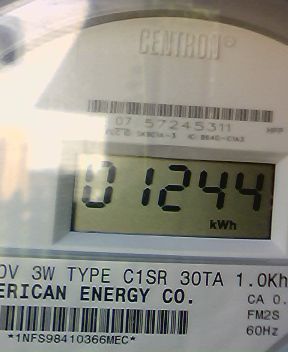 CENTRON®
07 57245311
01244
kWh
0V 3W TYPE C1SR 30TA 1.0Kh
ERICAN ENERGY CO. CA 0.
FM2S
60Hz
*1NFS98410366MEC*